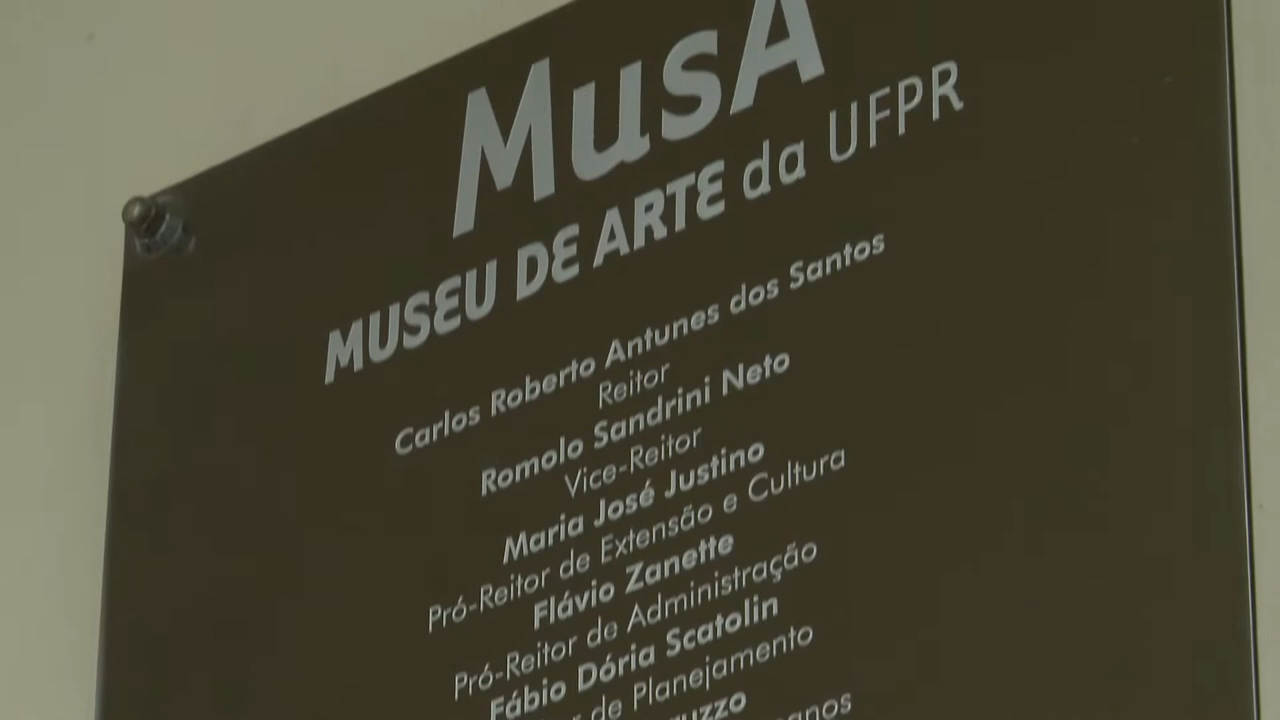 MusA
MUSEU DE ARTE da UFPR
Carlos Roberto Antunes dos Santos
Reitor
Romolo Sandrini Neto
Vice-Reitor
Maria José Justino
Pró-Reitor de Extensão e Cultura
Flávio Zanette
Pró-Reitor de Administração
Fábio Dória Scatolin
de Planejamento